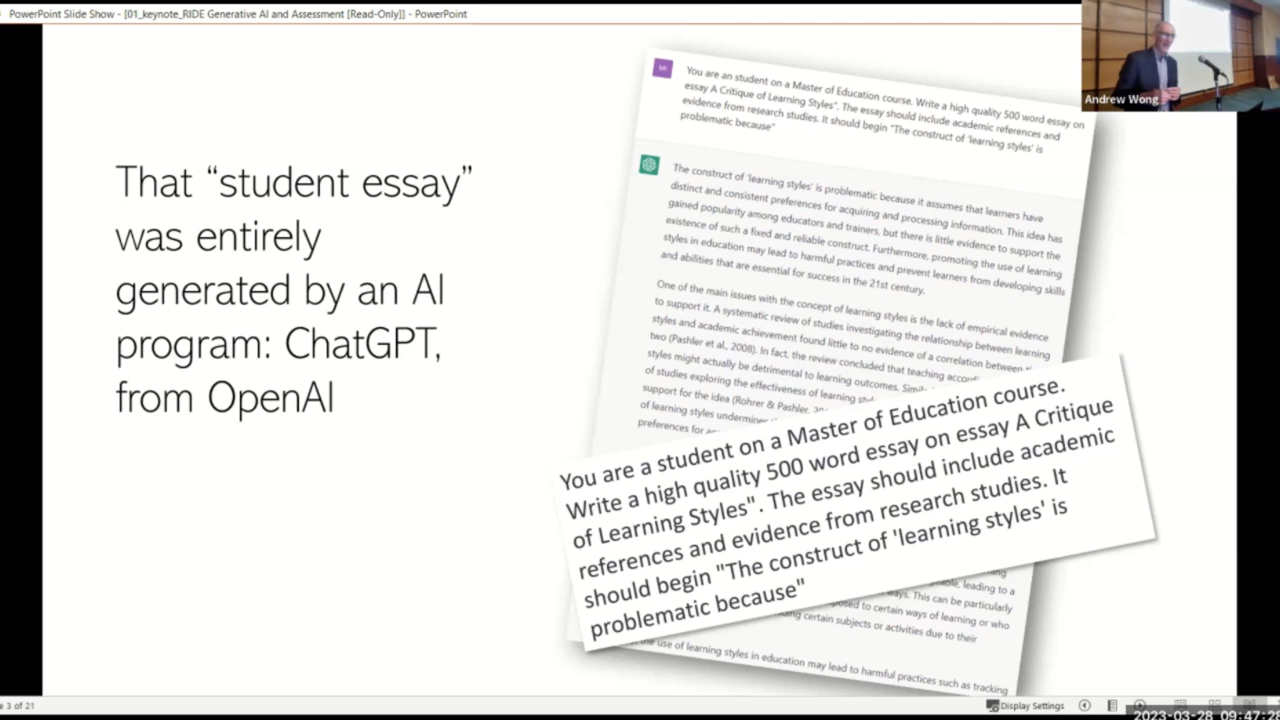 PowerPoint Slide Show - [01_keynote_RIDE Generative AI and Assessment [Read-Only]] - PowerPoint
Andrew Wong
That “student essay”
was entirely
generated by an AI
program: ChatGPT,
from OpenAI
You are an student on a Master of Education course. Write a high quality 500 word essay on
essay A Critique of Learning Styles". The essay should include academic references and
evidence from research studies. It should begin "The construct of 'learning styles' is
problematic because"
The construct of 'learning styles' is problematic because it assumes that learners have
distinct and consistent preferences for acquiring and processing information. This idea has
gained popularity among educators and trainers, but there is little evidence to support the
existence of such a fixed and reliable construct. Furthermore, promoting the use of learning
styles in education may lead to harmful practices and prevent learners from developing skills
and abilities that are essential for success in the 21st century.
One of the main issues with the concept of learning styles is the lack of empirical evidence
to support it. A systematic review of studies investigating the relationship between learning
styles and academic achievement found little to no evidence of a correlation between
two (Pashler et al., 2008). In fact, the review concluded that teaching
styles might actually be detrimental to learning outcomes.
of studies exploring the effectiveness of learning
support for the idea (Rohrer & Pashler,
of learning styles
preferences for
You are a student on a Master of Education course.
Write a high quality 500 word essay on essay A Critique
of Learning Styles". The essay should include academic
references and evidence from research studies. It
should begin "The construct of 'learning styles' is
problematic because"
leading to a
ways. This can be particularly
to certain ways of learning or who
certain subjects or activities due to their
the use of learning styles in education may lead to harmful practices such as tracking
3 of 21
Display Settings